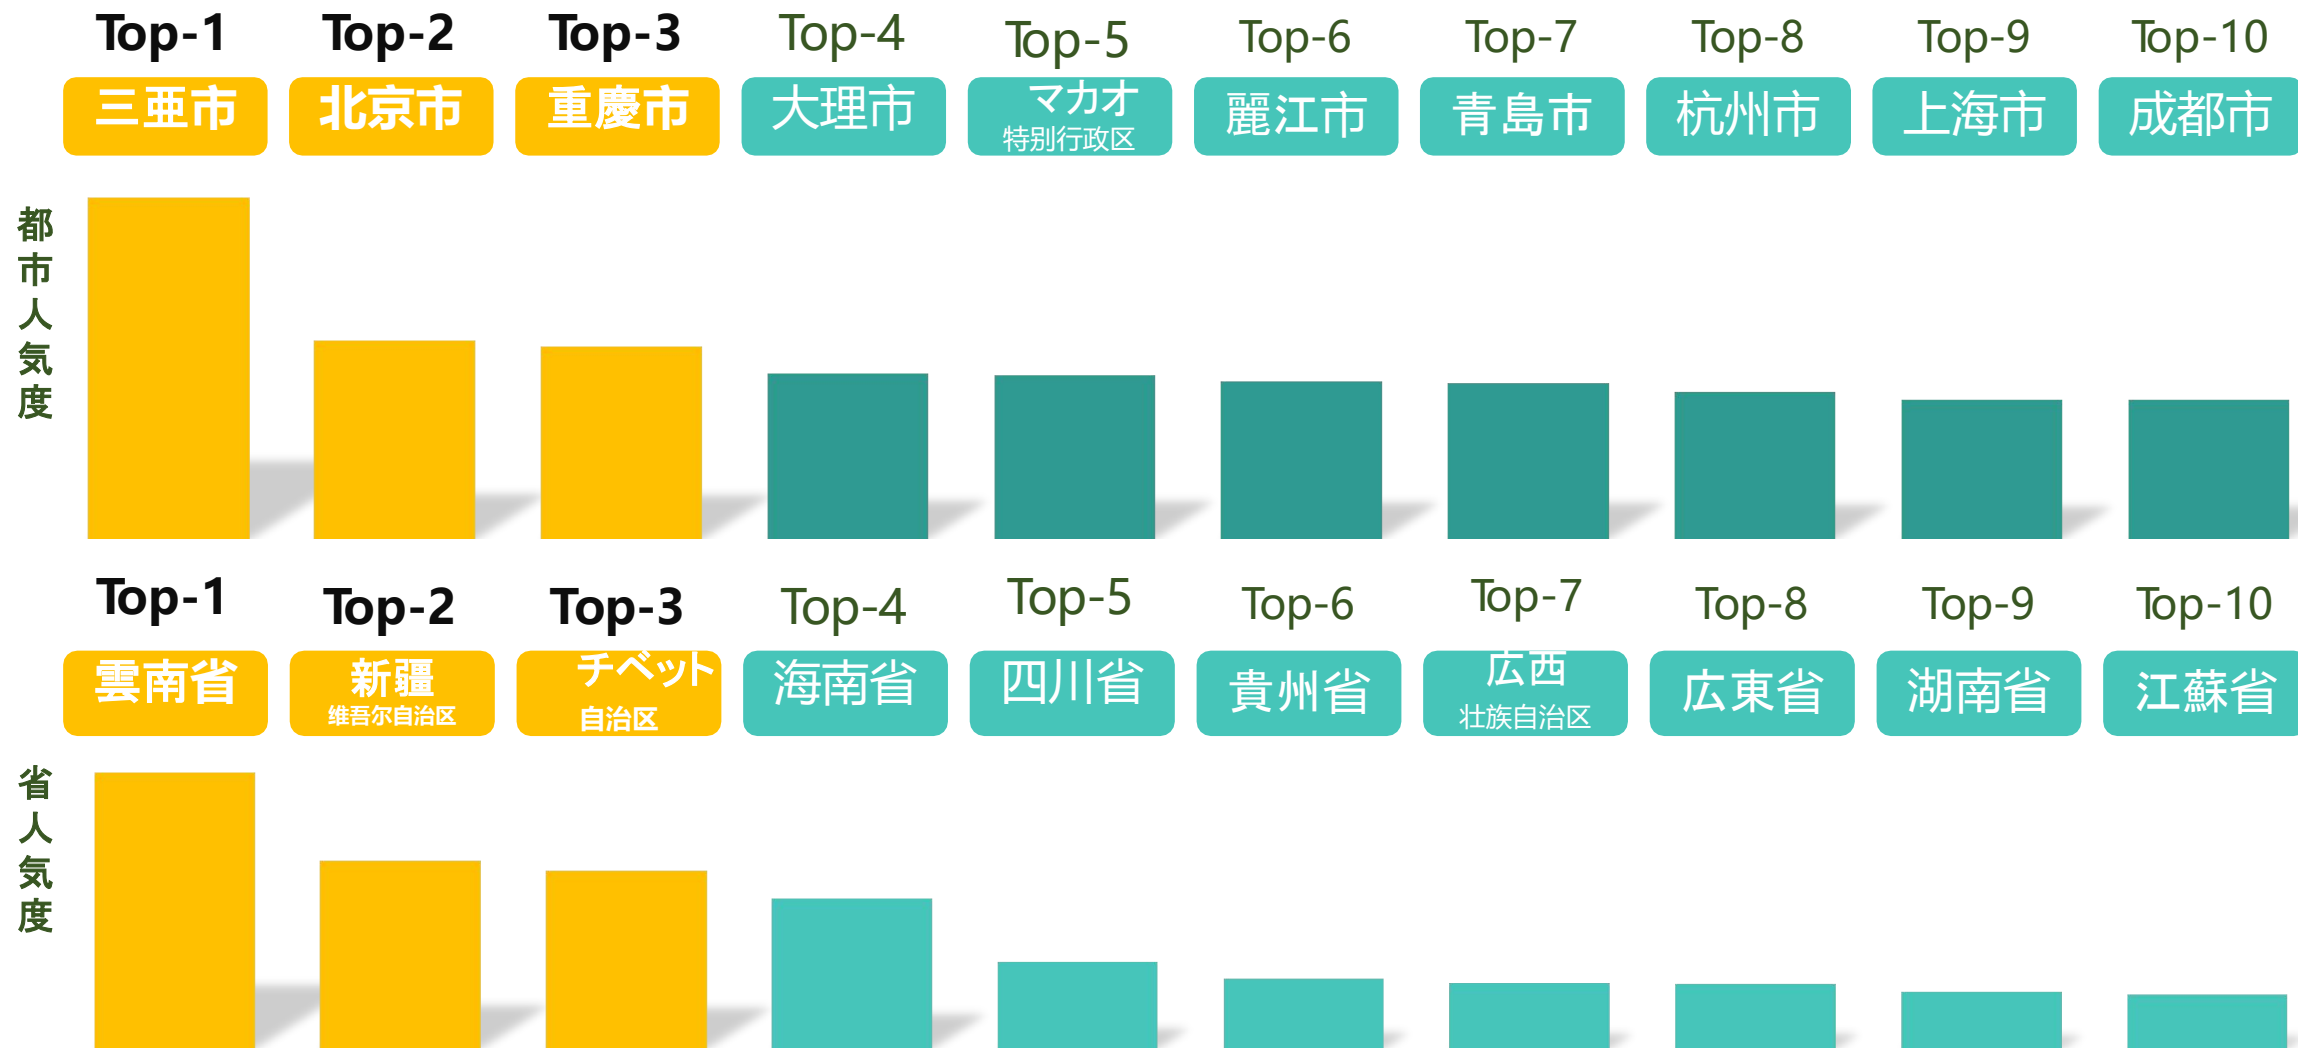 Top-1 Top-2 Top-3 Top-4 Top-5 Top-6 Top-7 Top-8 Top-9 Top-10
三亜市 北京市 重慶市 大理市 マカオ 麗江市 青島市 杭州市 上海市 成都市
特别行政区
都市人気度
Top-1 Top-2 Top-3 Top-4 Top-5 Top-6 Top-7 Top-8 Top-9 Top-10
雲南省 新疆 チベット 海南省 四川省 貴州省 広西 広東省 湖南省 江蘇省
维吾尔自治区 自治区 壮族自治区
省人気度